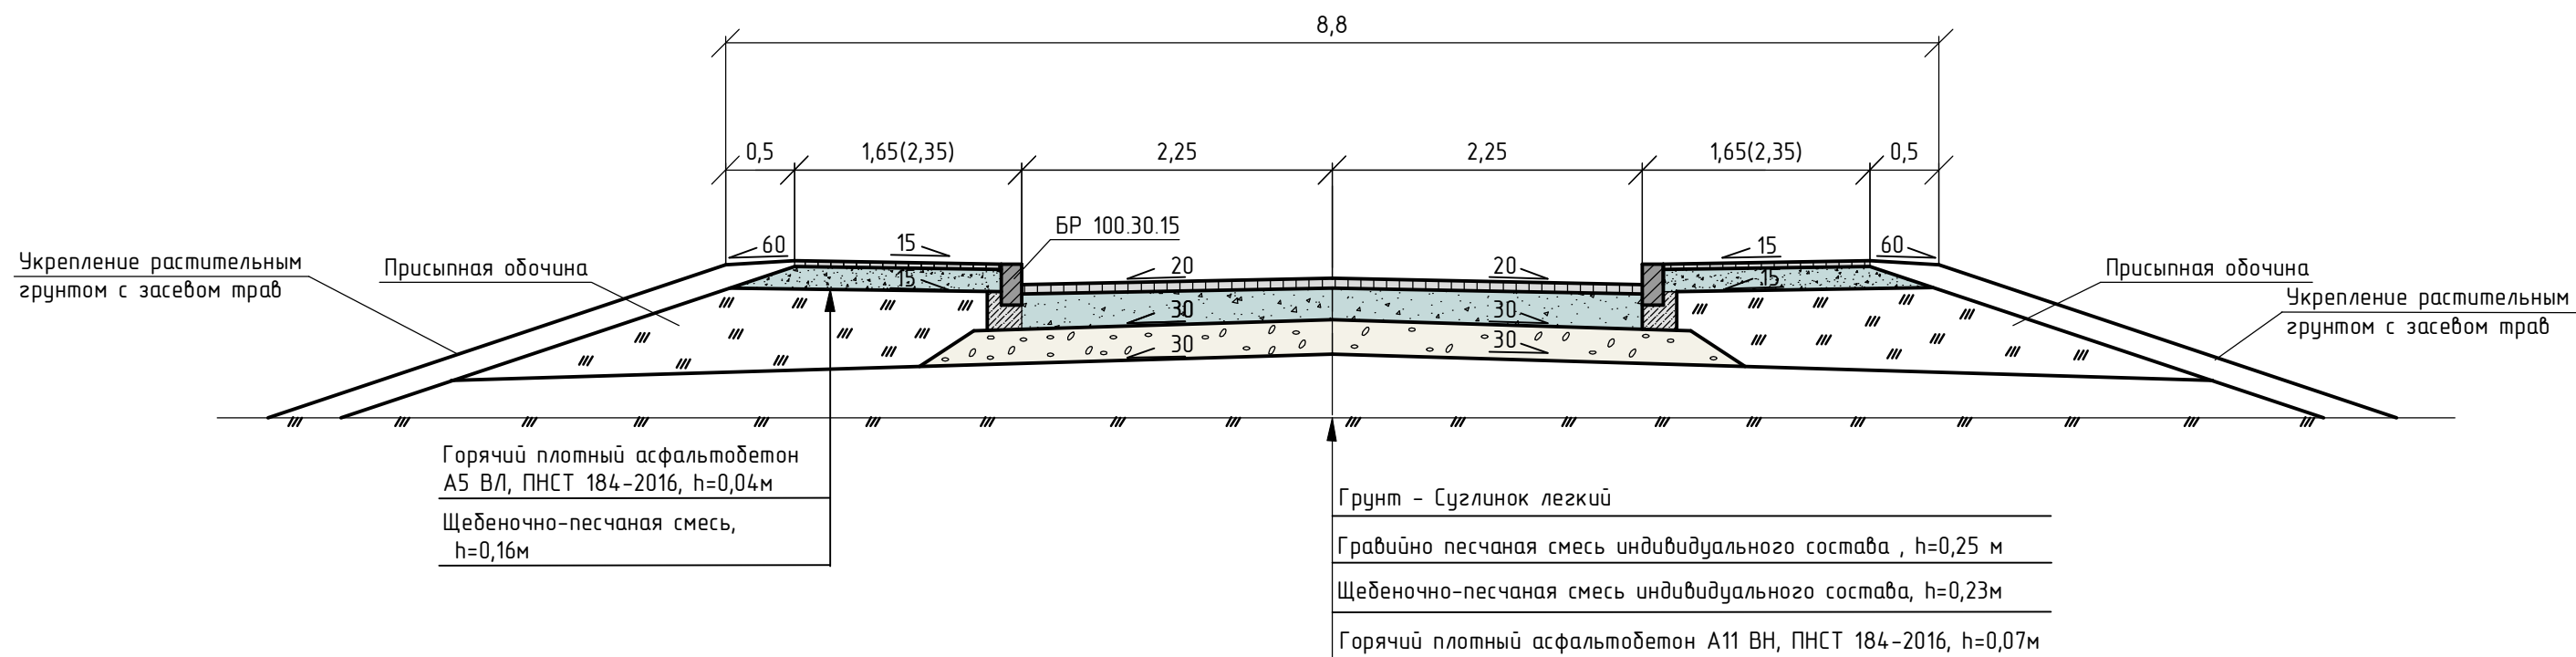 8,8
0,5
1,65(2,35)
2,25
2,25
1,65(2,35)
0,5
БР 100.30.15
60
15
20
20
15
60
Укрепление растительным
грунтом с засевом трав
Присыпная обочина
Присыпная обочина
Укрепление растительным
грунтом с засевом трав
15
15
30
30
30
30
Горячий плотный асфальтобетон
А5 ВЛ, ПНСТ 184-2016, h=0,04м
Щебеночно-песчаная смесь,
h=0,16м
Грунт - Суглинок легкий
Гравийно песчаная смесь индивидуального состава , h=0,25 м
Щебеночно-песчаная смесь индивидуального состава, h=0,23м
Горячий плотный асфальтобетон А11 ВН, ПНСТ 184-2016, h=0,07м